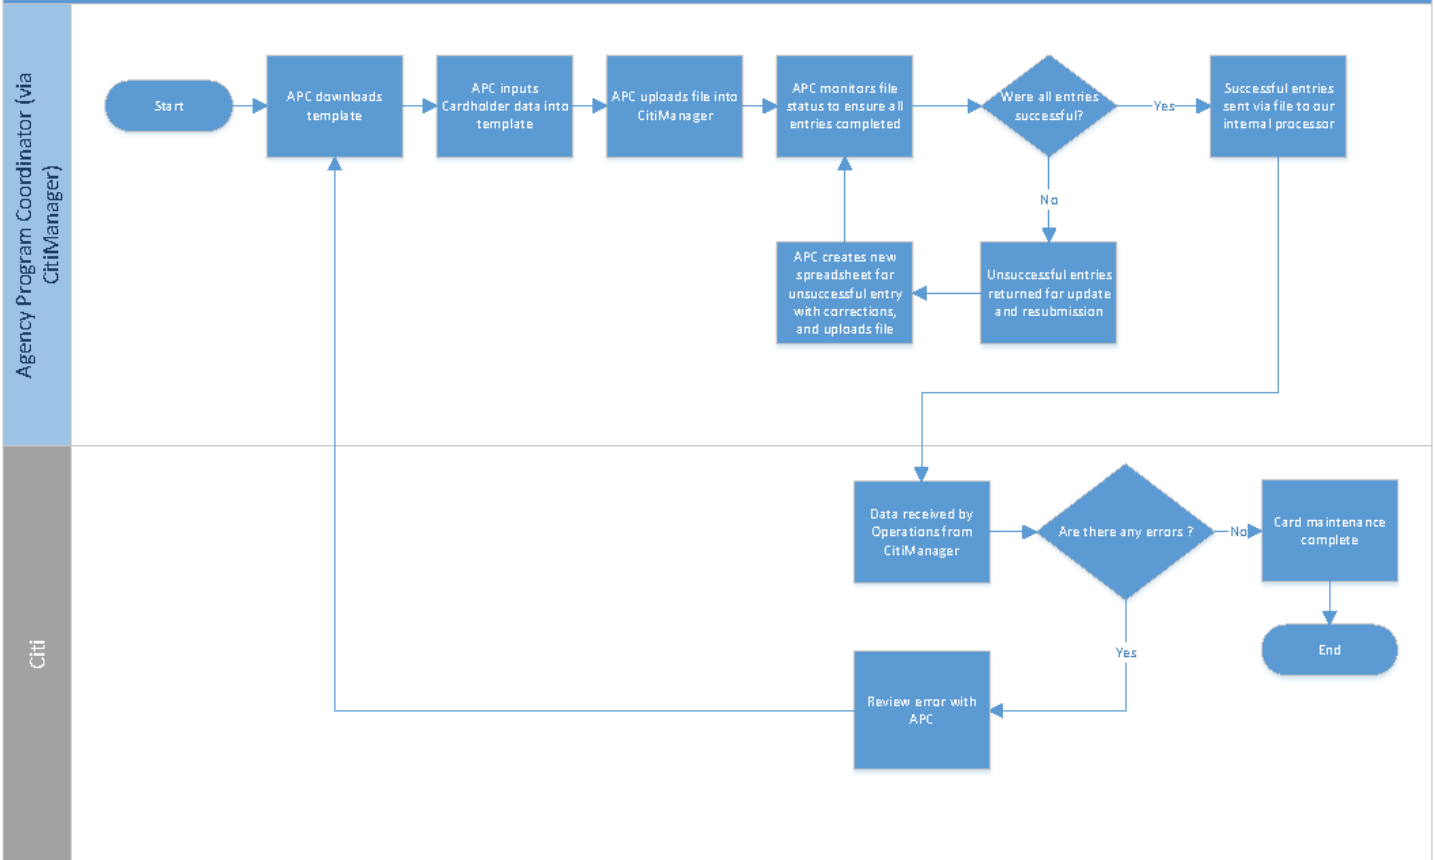 Agency Program Coordinator (via
CitiManager)
Start
APC downloads
template
APC inputs
Cardholder data into
template
APC uploads file into
CitiManager
APC monitors file
status to ensure all
entries completed
Were all entries
successful?
Yes
Successful entries
sent via file to our
internal processor
No
APC creates new
spreadsheet for
unsuccessful entry
with corrections,
and uploads file
Unsuccessful entries
returned for update
and resubmission
Citi
Data received by
Operations from
CitiManager
Are there any errors ?
No
Card maintenance
complete
Yes
End
Review error with
APC